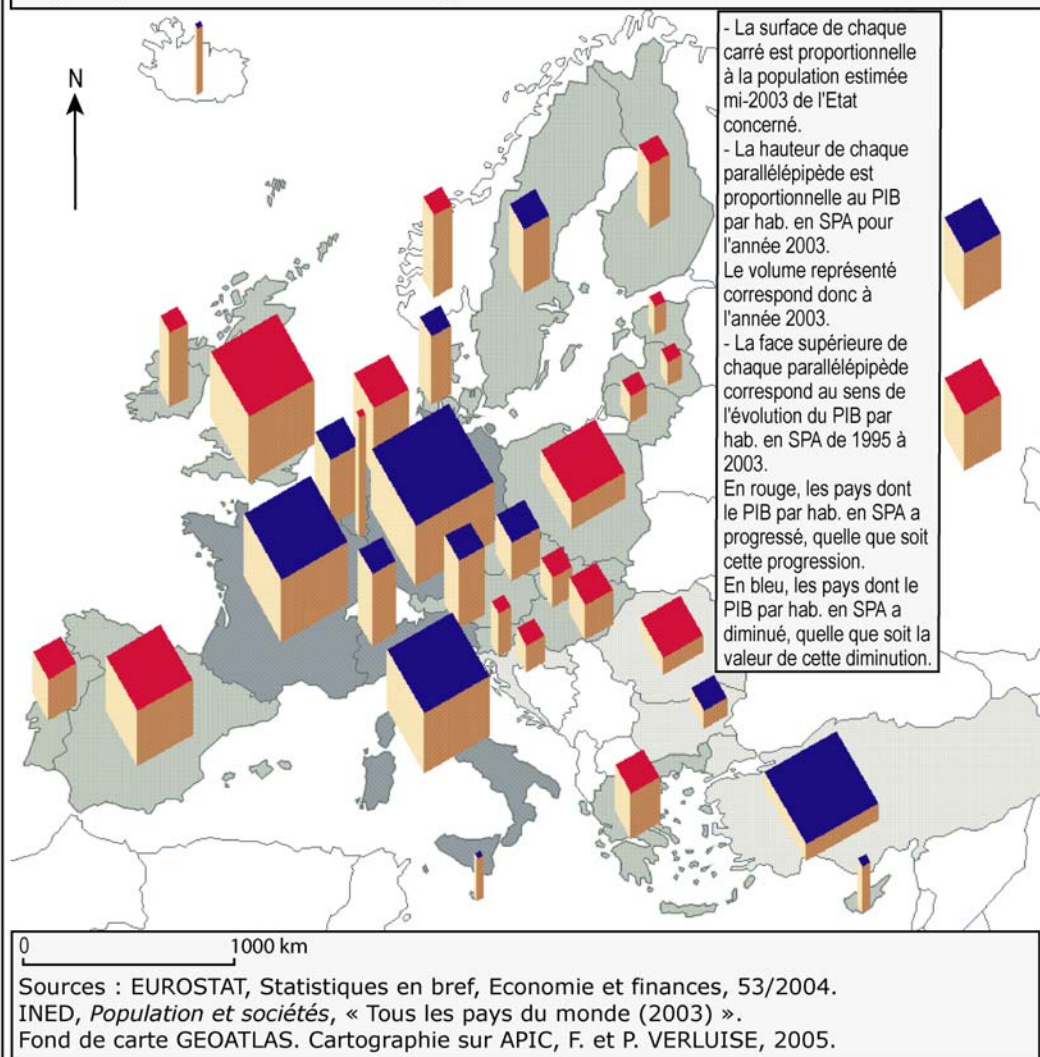 - La surface de chaque
carré est proportionnelle
à la population estimée
mi-2003 de l'Etat
concerné.
- La hauteur de chaque
parallélépipède est
proportionnelle au PIB
par hab. en SPA pour
l'année 2003.
Le volume représenté
correspond donc à
l'année 2003.
- La face supérieure de
chaque parallélépipède
correspond au sens de
l'évolution du PIB par
hab. en SPA de 1995 à
2003.
En rouge, les pays dont
le PIB par hab. en SPA a
progressé, quelle que soit
cette progression.
En bleu, les pays dont le
PIB par hab. en SPA a
diminué, quelle que soit la
valeur de cette diminution.
N
0 1000 km
Sources : EUROSTAT, Statistiques en bref, Economie et finances, 53/2004.
INED, Population et sociétés, « Tous les pays du monde (2003) ».
Fond de carte GEOATLAS. Cartographie sur APIC, F. et P. VERLUISE, 2005.